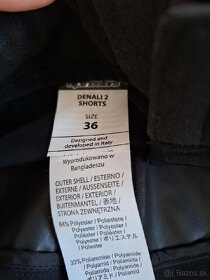 DENALI 2
SHORTS
SIZE
36
Designed and
developed in Italy
Wyprodukowano w
Bangladeszu
OUTER SHELL / ESTERNO
/ EXTERNE / AUSSENSEITE
/ EXTERIOR / EXTERIOR /
BUITENMANTEL / 表地 /
STRONA ZEWNĘTRZNA
64% Polyester / Poliestere /
Polyester / Polyester /
Poliéster / Poliéster /
Polyester / ポリエステル /
Poliester
33%
Bazos.sk